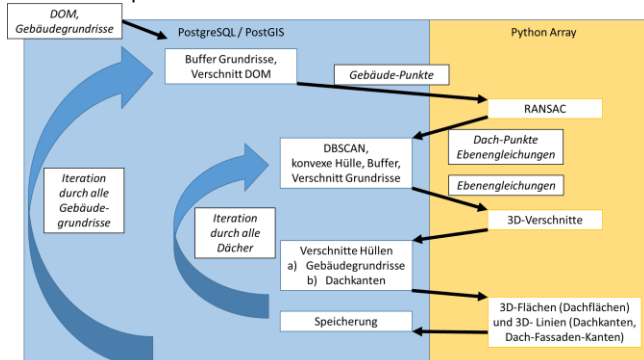 DOM,
Gebäudegrundrisse
PostgreSQL / PostGIS
Python Array
Buffer Grundrisse,
Verschnitt DOM
Gebäude-Punkte
RANSAC
DBSCAN,
konvexe Hülle, Buffer,
Verschnitt Grundrisse
Dach-Punkte
Ebenengleichungen
Ebenengleichungen
Iteration
durch alle
Gebäude-
grundrisse
Iteration
durch alle
Dächer
3D-Verschnitte
Verschnitte Hüllen
a) Gebäudegrundrisse
b) Dachkanten
3D-Flächen (Dachflächen)
und 3D- Linien (Dachkanten,
Dach-Fassaden-Kanten)
Speicherung